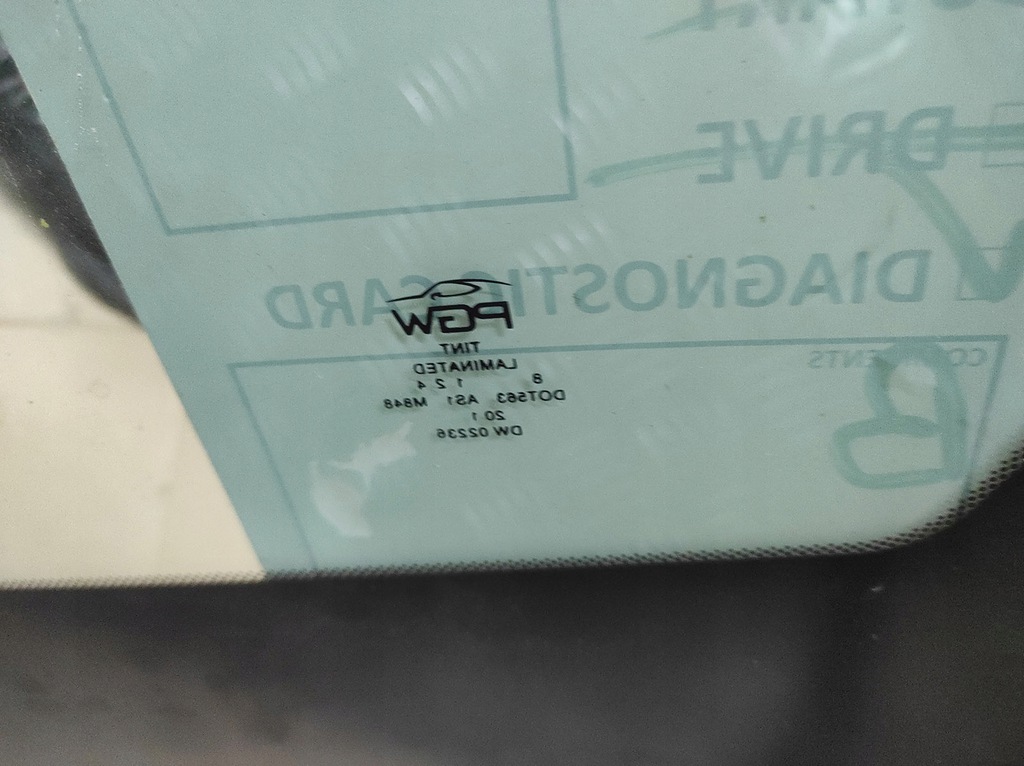 DRIVE
DIAGNOSTIC CARD
PGW
TINT
LAMINATED
8
1 2 4
DOT563 AS1 M848
20 1
DW 02236
B